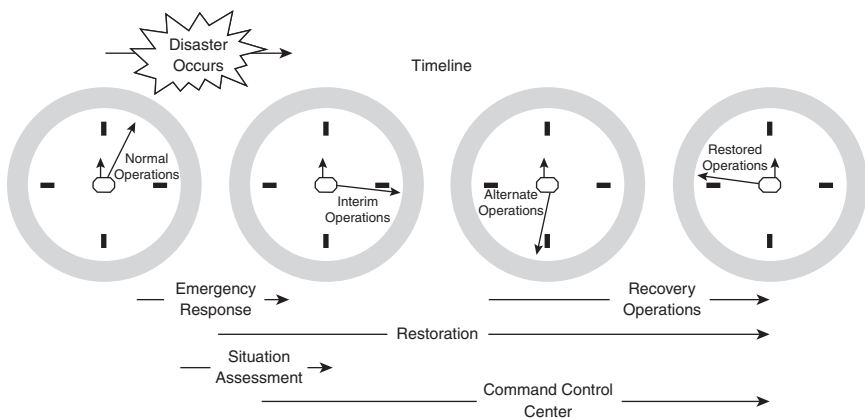 Disaster
Occurs
Timeline
Normal
Operations
Interim
Operations
Alternate
Operations
Restored
Operations
Emergency
Response
Recovery
Operations
Restoration
Situation
Assessment
Command Control
Center